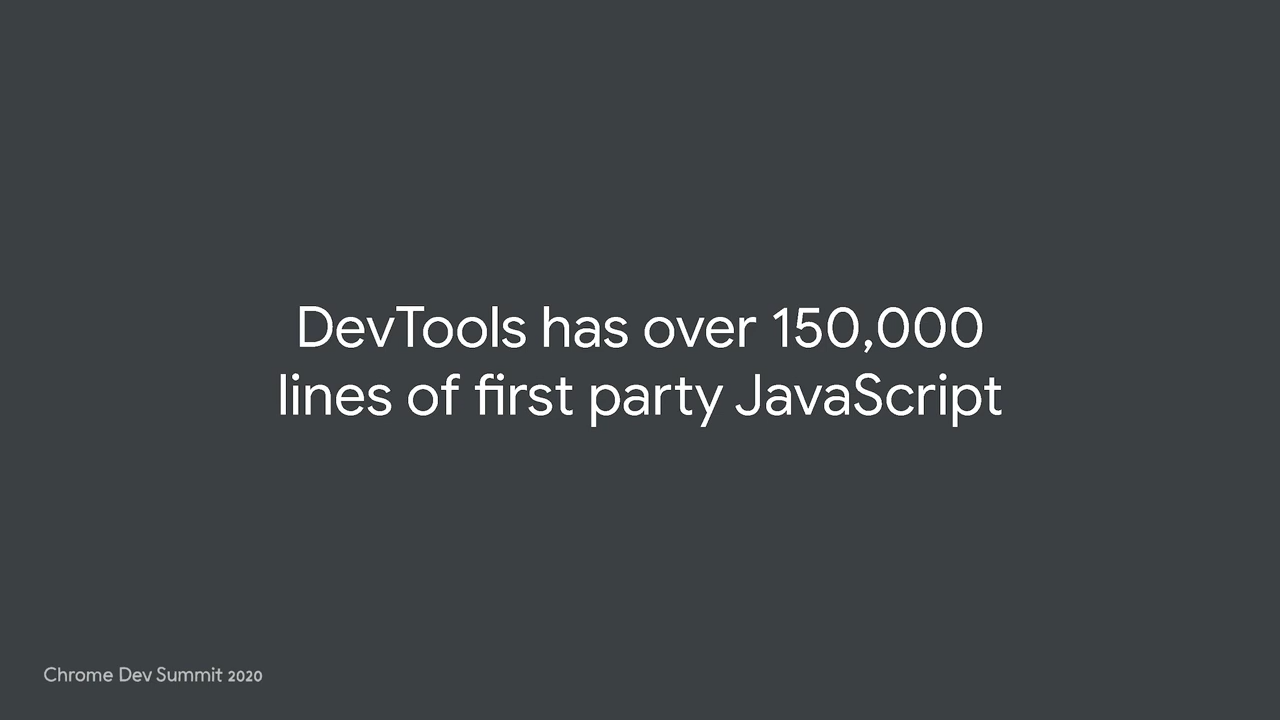 DevTools has over 150,000
lines of first party JavaScript
Chrome Dev Summit 2020